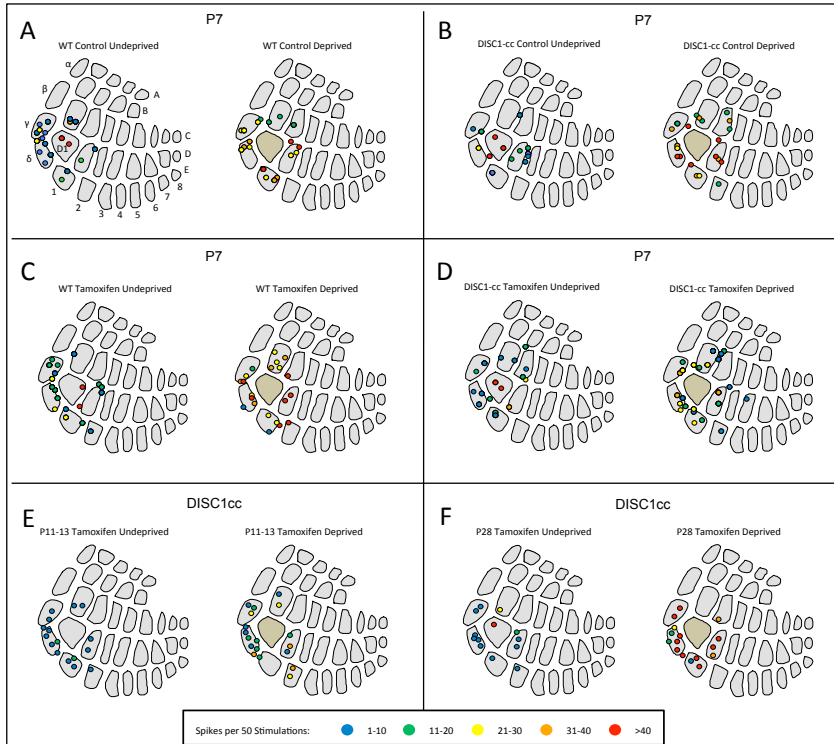 P7
P7
A
B
WT Control Undeprived
WT Control Deprived
DISC1-cc Control Undeprived
DISC1-cc Control Deprived
α
β
A
B
γ
C
D1
D
δ
E
1
2
3
4
5
6
7
8
P7
P7
C
D
WT Tamoxifen Undeprived
WT Tamoxifen Deprived
DISC1-cc Tamoxifen Undeprived
DISC1-cc Tamoxifen Deprived
DISC1cc
DISC1cc
E
F
P11-13 Tamoxifen Undeprived
P11-13 Tamoxifen Deprived
P28 Tamoxifen Undeprived
P28 Tamoxifen Deprived
Spikes per 50 Stimulations: 1-10 11-20 21-30 31-40 >40